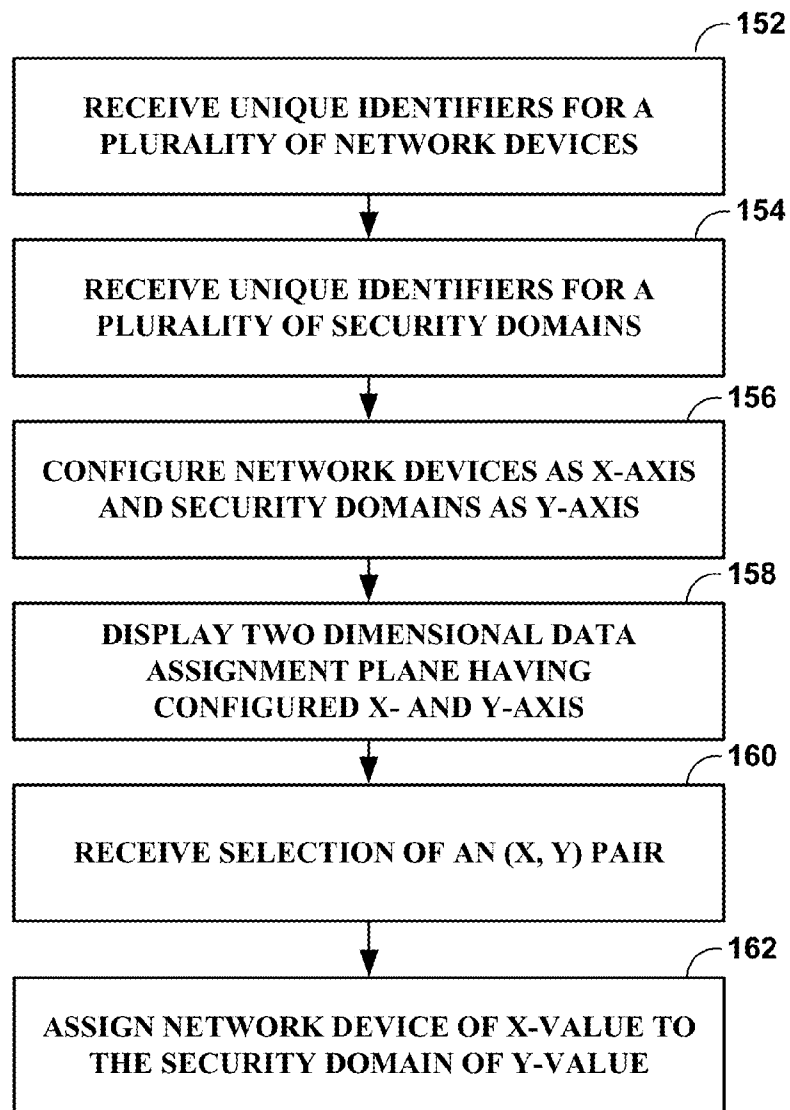 152
RECEIVE UNIQUE IDENTIFIERS FOR A
PLURALITY OF NETWORK DEVICES
154
RECEIVE UNIQUE IDENTIFIERS FOR A
PLURALITY OF SECURITY DOMAINS
156
CONFIGURE NETWORK DEVICES AS X-AXIS
AND SECURITY DOMAINS AS Y-AXIS
158
DISPLAY TWO DIMENSIONAL DATA
ASSIGNMENT PLANE HAVING
CONFIGURED X- AND Y-AXIS
160
RECEIVE SELECTION OF AN (X, Y) PAIR
162
ASSIGN NETWORK DEVICE OF X-VALUE TO
THE SECURITY DOMAIN OF Y-VALUE